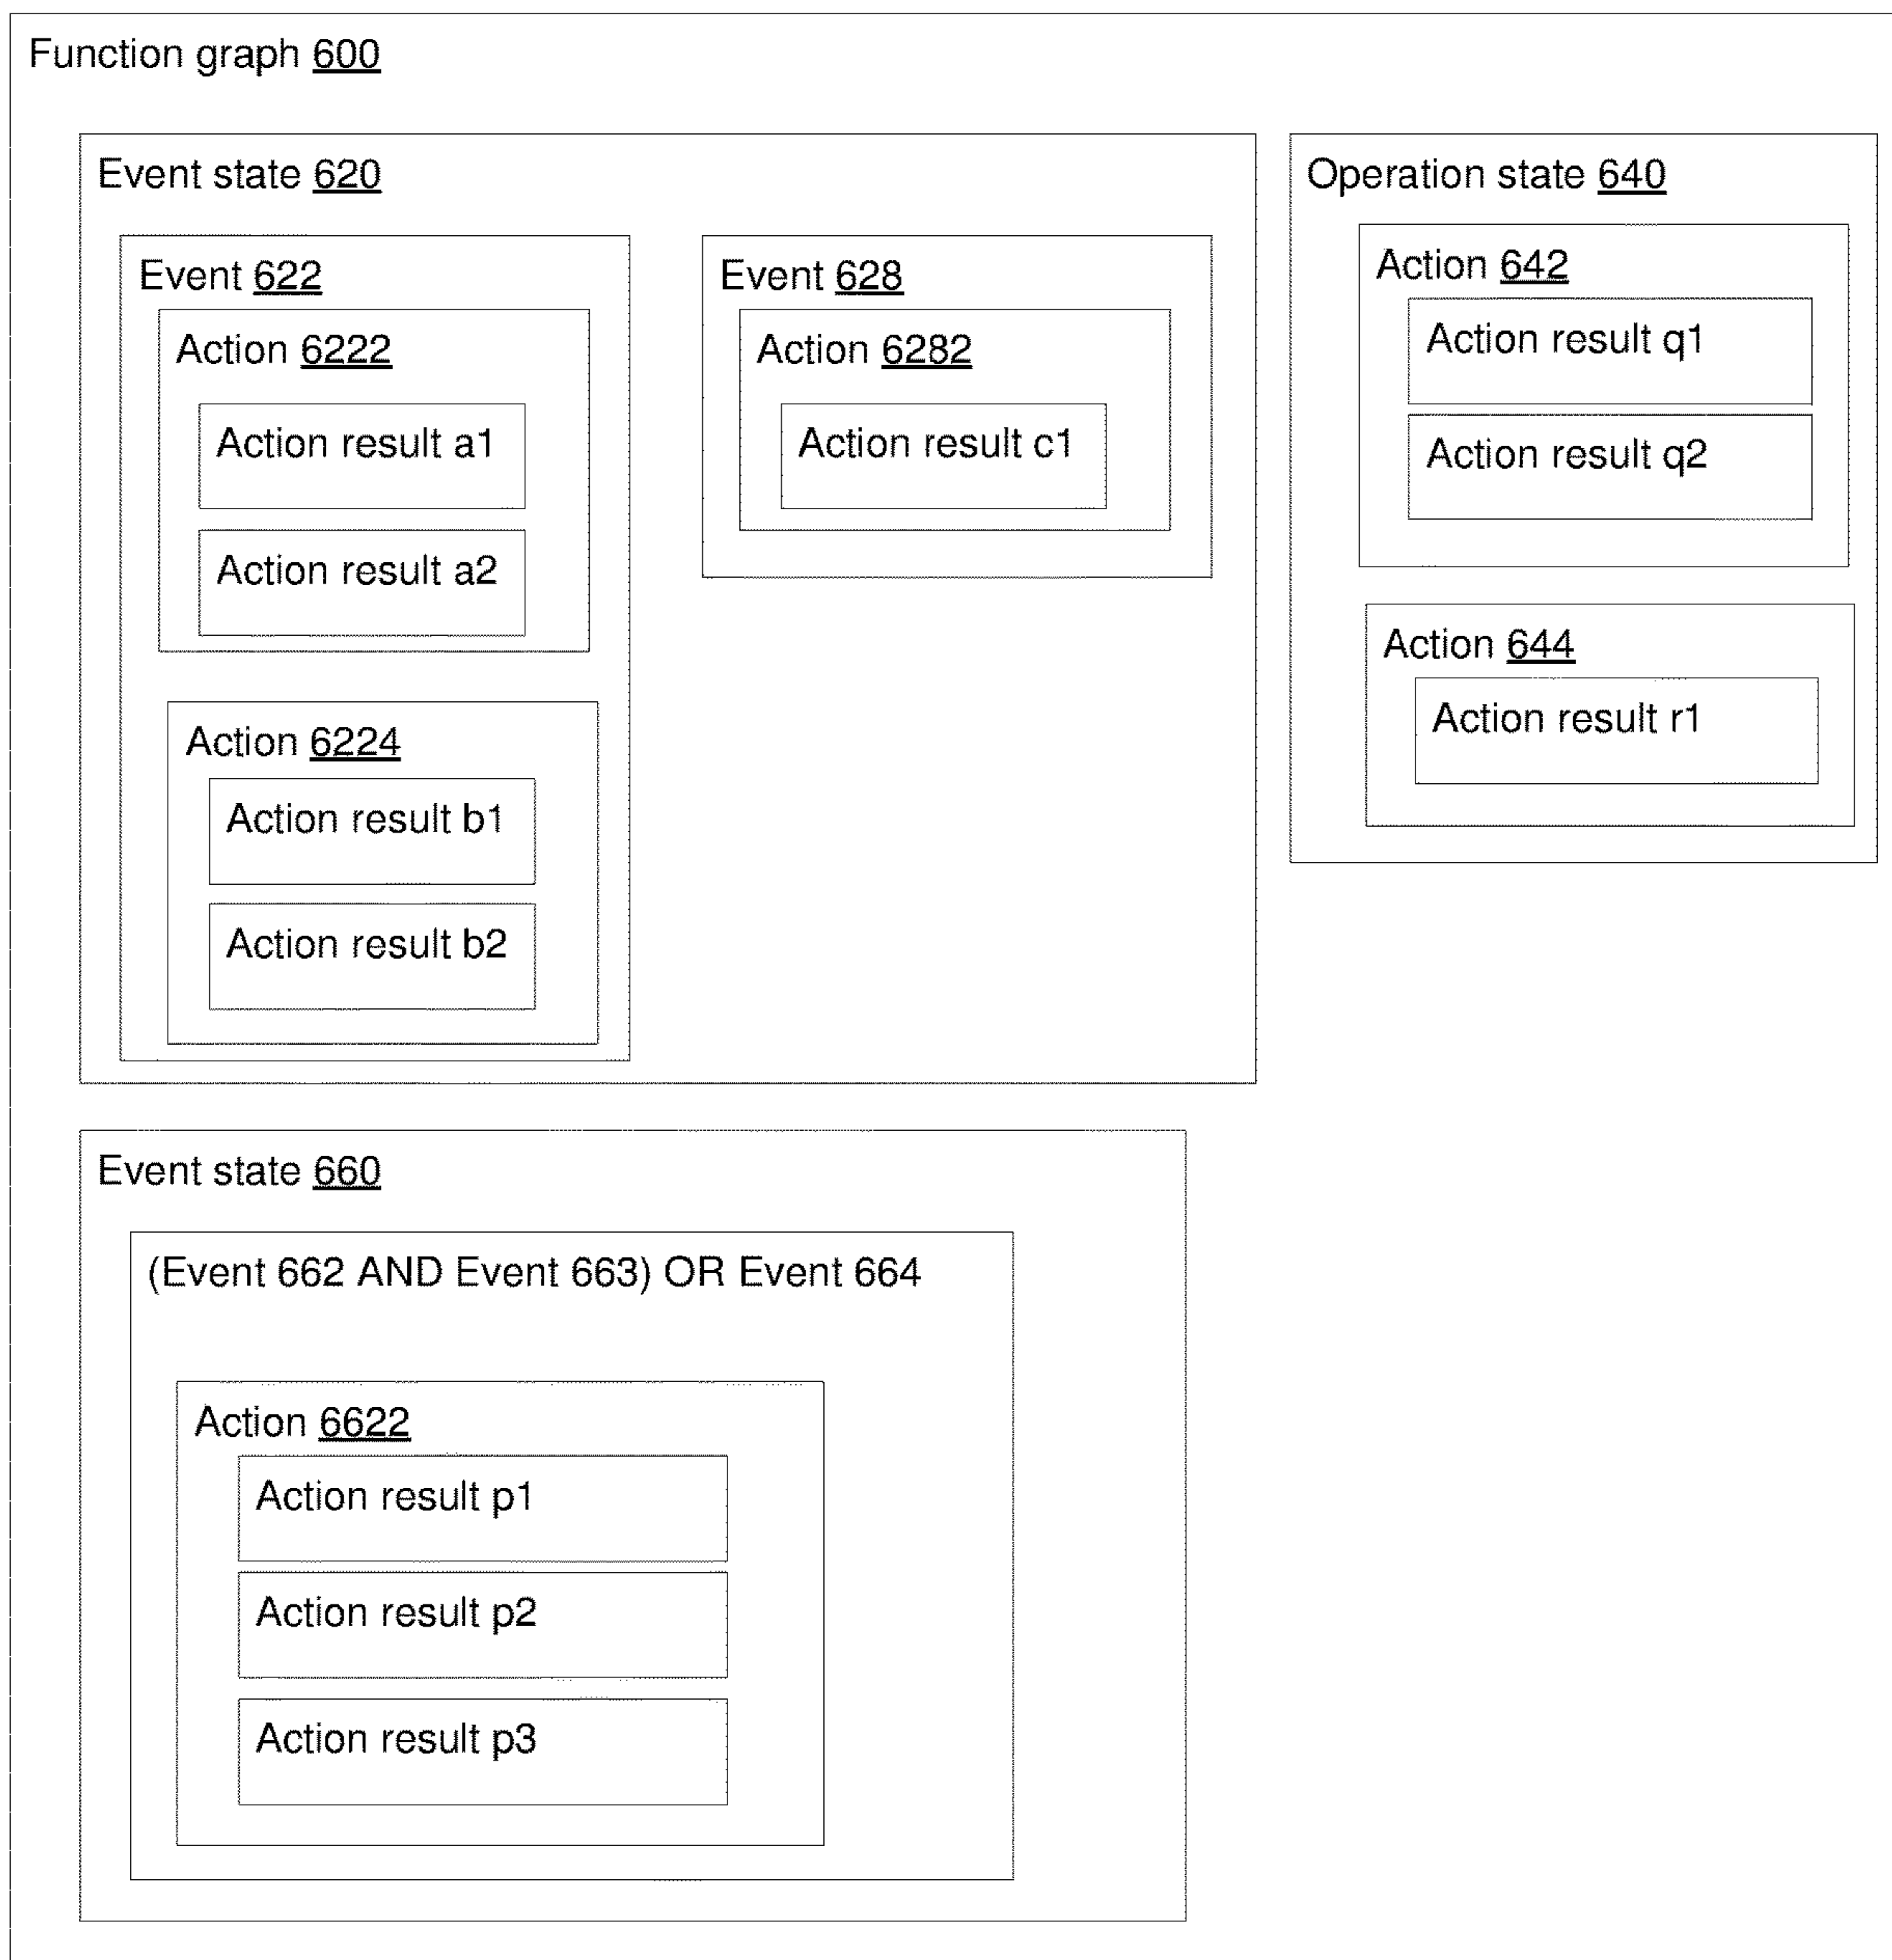 Function graph 600
Event state 620
Event 622
Action 6222
Action result a1
Action result a2
Action 6224
Action result b1
Action result b2
Event 628
Action 6282
Action result c1
Operation state 640
Action 642
Action result q1
Action result q2
Action 644
Action result r1
Event state 660
(Event 662 AND Event 663) OR Event 664
Action 6622
Action result p1
Action result p2
Action result p3